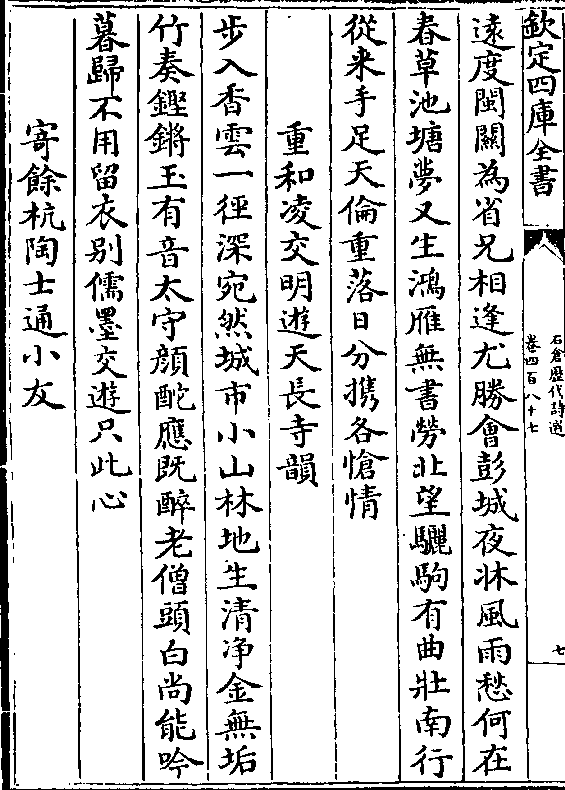 欽定四庫全書
石倉歷代詩選
卷四百八十七
七
遠度閩關為省兄相逢尤勝會彭城夜牀風雨愁何在
春草池塘夢又生鴻雁無書勞北望驪駒有曲壯南行
從来手足天倫重落日分攜各愴情
重和凌交明遊天長寺韻
步入香雲一徑深宛然城市小山林地生清净金無垢
竹奏鏗鏘玉有音太守顔酡應既醉老僧頭白尚能吟
暮歸不用留衣别儒墨交遊只此心
寄餘杭陶士通小友